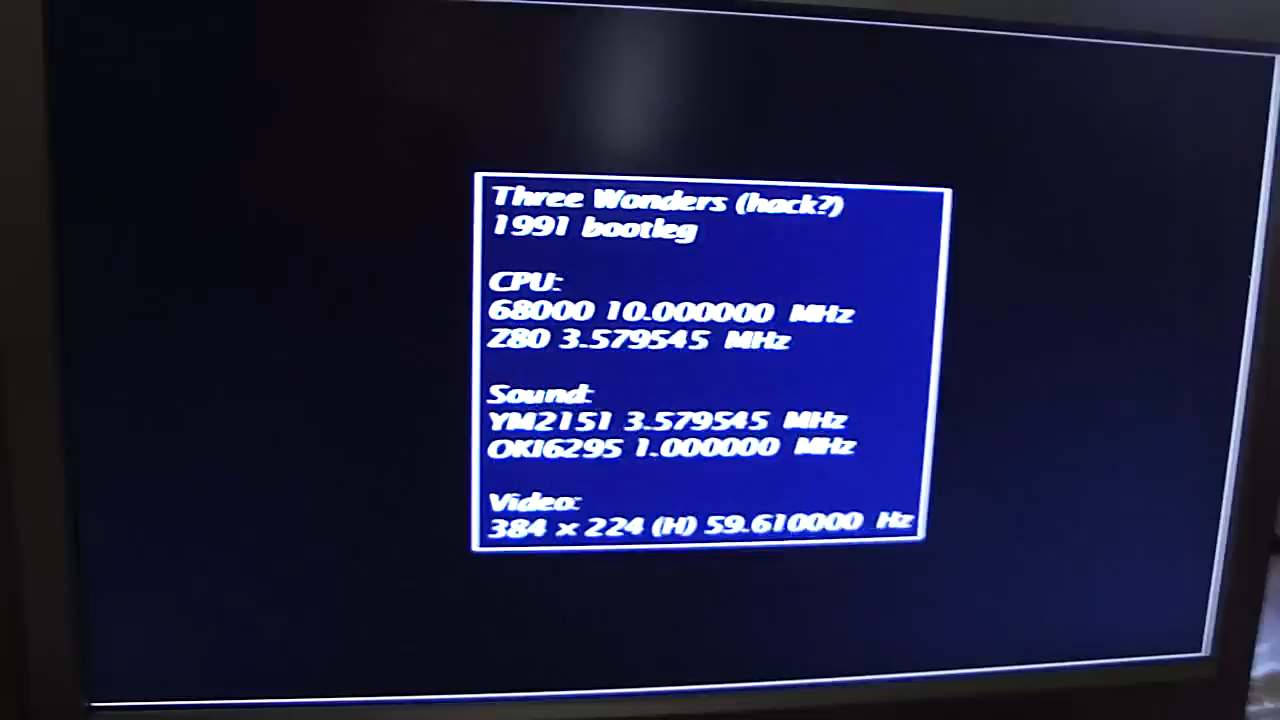 Three Wonders (hack?)
1991 bootleg
CPU:
68000 10.000000 MHz
Z80 3.579545 MHz
Sound:
YM2151 3.579545 MHz
OKI6295 1.000000 MHz
Video:
384 x 224 (H) 59.610000 Hz